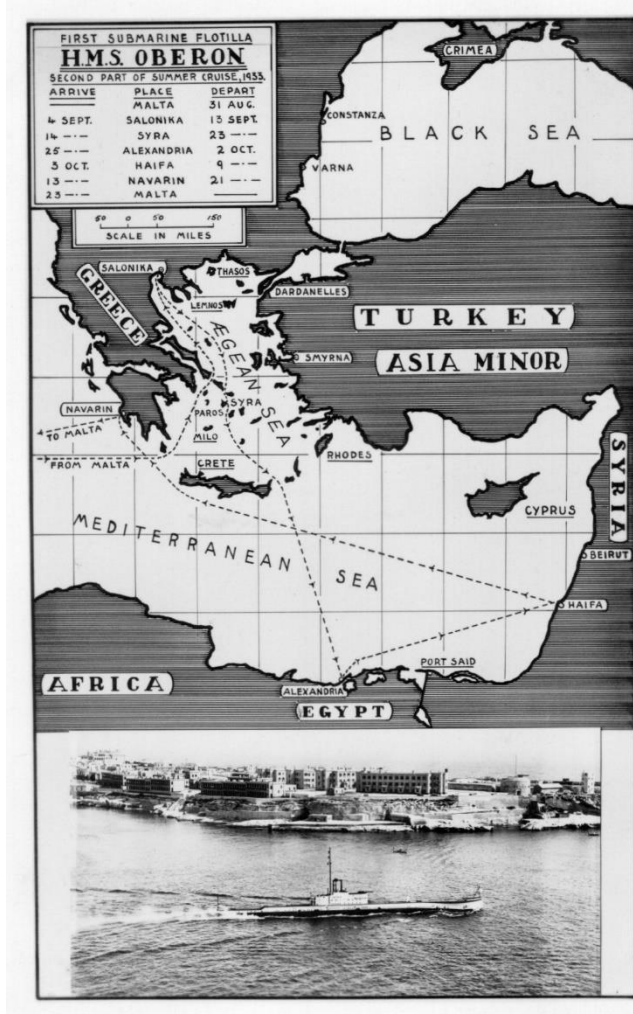 FIRST SUBMARINE FLOTILLA
H.M.S. OBERON
SECOND PART OF SUMMER CRUISE, 1933.
ARRIVE PLACE DEPART
MALTA 31 AUG.
4 SEPT. SALONIKA 13 SEPT.
14 —·— SYRA 23 —·—
25 —·— ALEXANDRIA 2 OCT.
3 OCT. HAIFA 9 —·—
13 —·— NAVARIN 21 —·—
23 —·— MALTA
50 0 50 150
SCALE IN MILES
CRIMEA
CONSTANZA
BLACK SEA
VARNA
SALONIKA
THASOS
DARDANELLES
LEMNOS
GREECE
TURKEY
ÆGEAN SEA
SMYRNA
ASIA MINOR
NAVARIN
SYRA
PAROS
TO MALTA
MILO
FROM MALTA
CRETE
RHODES
SYRIA
CYPRUS
MEDITERRANEAN SEA
BEIRUT
HAIFA
PORT SAID
AFRICA
ALEXANDRIA
EGYPT